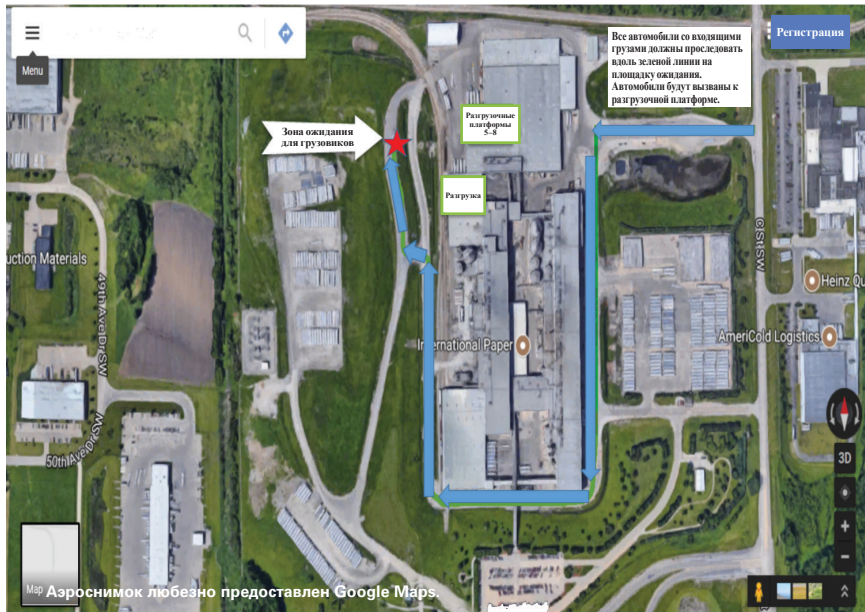 Menu
Регистрация
Все автомобили со входящими
грузами должны проследовать
вдоль зеленой линии на
площадку ожидания.
Автомобили будут вызваны к
разгрузочной платформе.
Зона ожидания
для грузовиков
Разгрузочные
платформы
5–8
Разгрузка
uction Materials
49th Ave Dr SW
50th Ave Dr SW
International Paper
C St SW
Heinz Qu
AmeriCold Logistics
3D
Map
Аэроснимок любезно предоставлен Google Maps.